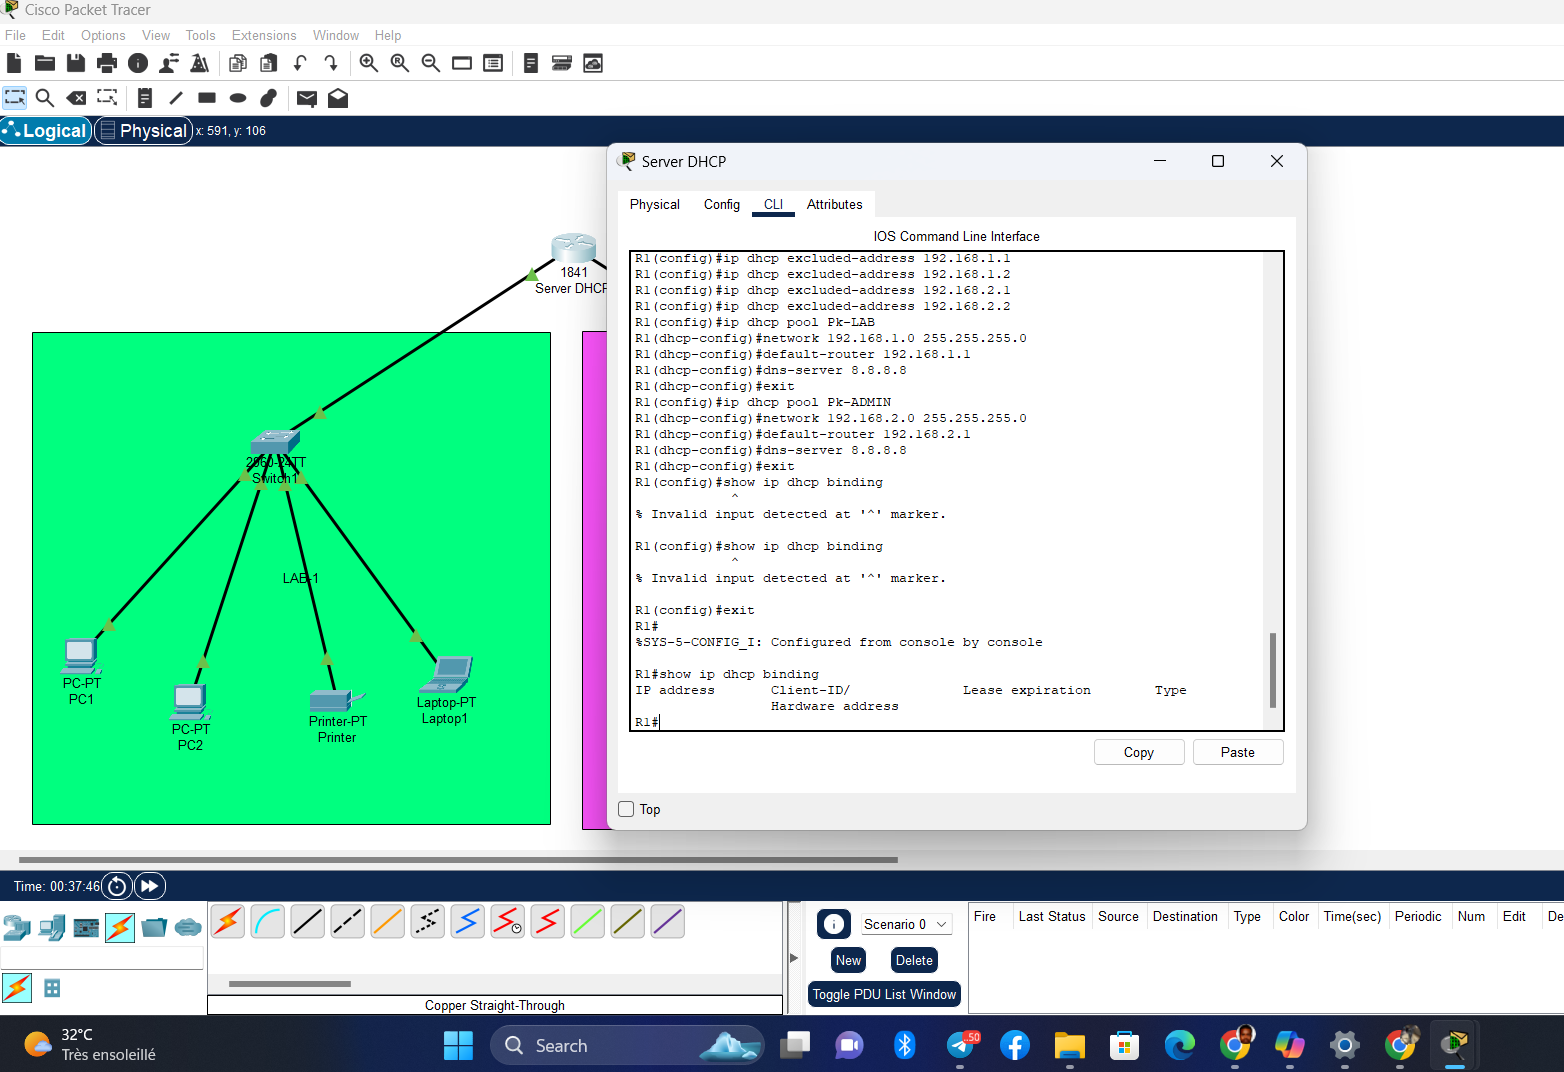 Cisco Packet Tracer
File Edit Options View Tools Extensions Window Help
Logical Physical x: 591, y: 106
1841
Server DHCP
2960-24TT
Switch1
LAB-1
PC-PT
PC1
PC-PT
PC2
Printer-PT
Printer
Laptop-PT
Laptop1
Server DHCP
Physical Config CLI Attributes
IOS Command Line Interface
R1(config)#ip dhcp excluded-address 192.168.1.1
R1(config)#ip dhcp excluded-address 192.168.1.2
R1(config)#ip dhcp excluded-address 192.168.2.1
R1(config)#ip dhcp excluded-address 192.168.2.2
R1(config)#ip dhcp pool Pk-LAB
R1(dhcp-config)#network 192.168.1.0 255.255.255.0
R1(dhcp-config)#default-router 192.168.1.1
R1(dhcp-config)#dns-server 8.8.8.8
R1(dhcp-config)#exit
R1(config)#ip dhcp pool Pk-ADMIN
R1(dhcp-config)#network 192.168.2.0 255.255.255.0
R1(dhcp-config)#default-router 192.168.2.1
R1(dhcp-config)#dns-server 8.8.8.8
R1(dhcp-config)#exit
R1(config)#show ip dhcp binding
^
% Invalid input detected at '^' marker.
R1(config)#show ip dhcp binding
^
% Invalid input detected at '^' marker.
R1(config)#exit
R1#
%SYS-5-CONFIG_I: Configured from console by console
R1#show ip dhcp binding
IP address Client-ID/ Lease expiration Type
Hardware address
R1#
Copy Paste
Top
Time: 00:37:46
Scenario 0
New Delete
Toggle PDU List Window
Fire Last Status Source Destination Type Color Time(sec) Periodic Num Edit De
Copper Straight-Through
32°C
Très ensoleillé
Search
.50